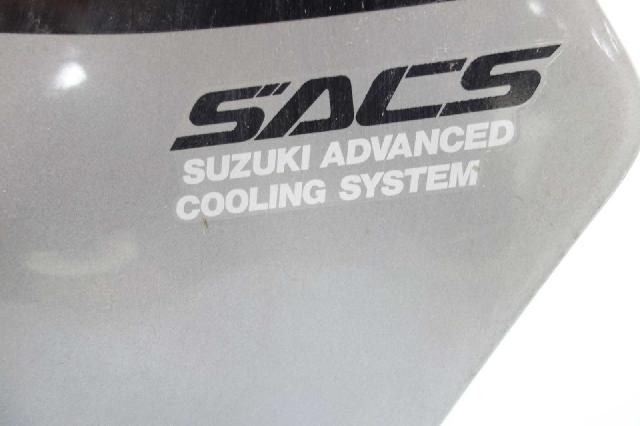 SACS
SUZUKI ADVANCED
COOLING SYSTEM